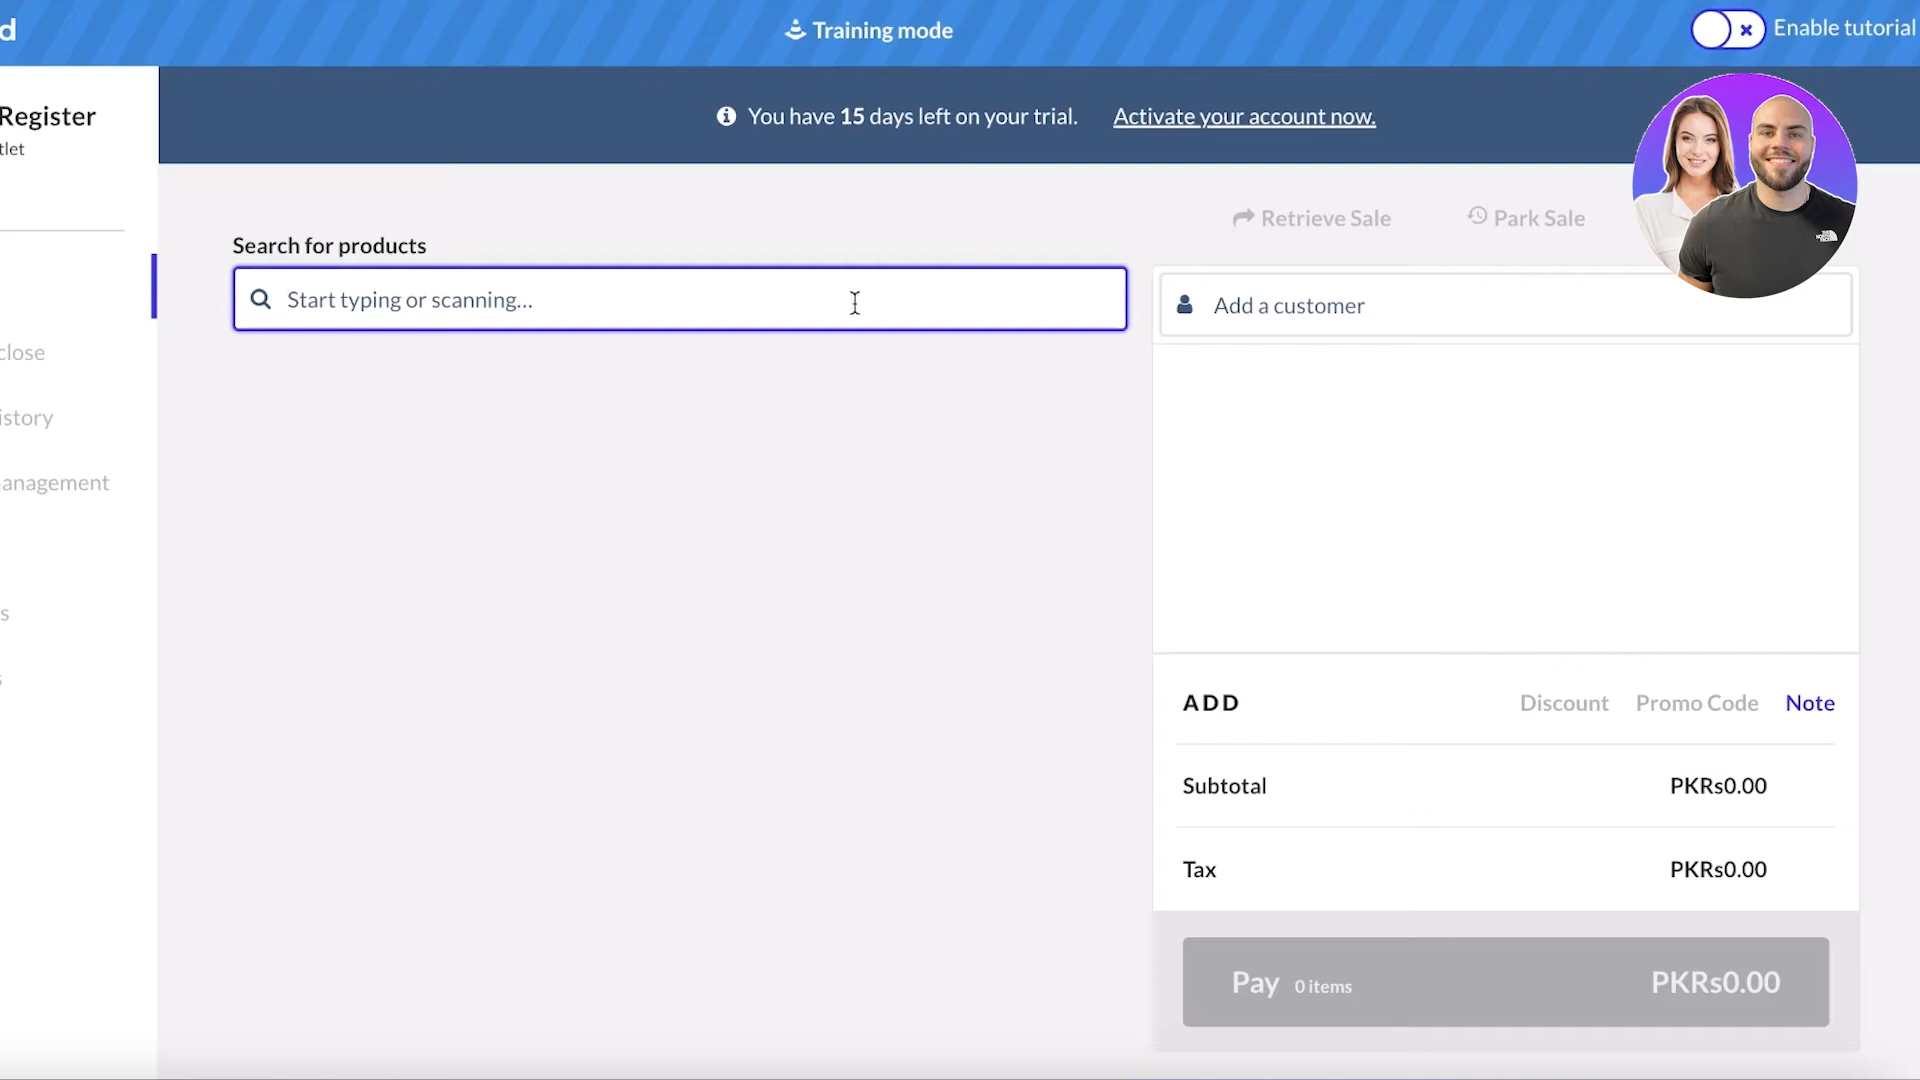 d
Training mode
Enable tutorial
Register
tlet
You have 15 days left on your trial. Activate your account now.
Retrieve Sale
Park Sale
Search for products
Start typing or scanning...
Add a customer
close
istory
anagement
s
s
ADD
Discount
Promo Code
Note
Subtotal
PKRs0.00
Tax
PKRs0.00
Pay 0 items
PKRs0.00